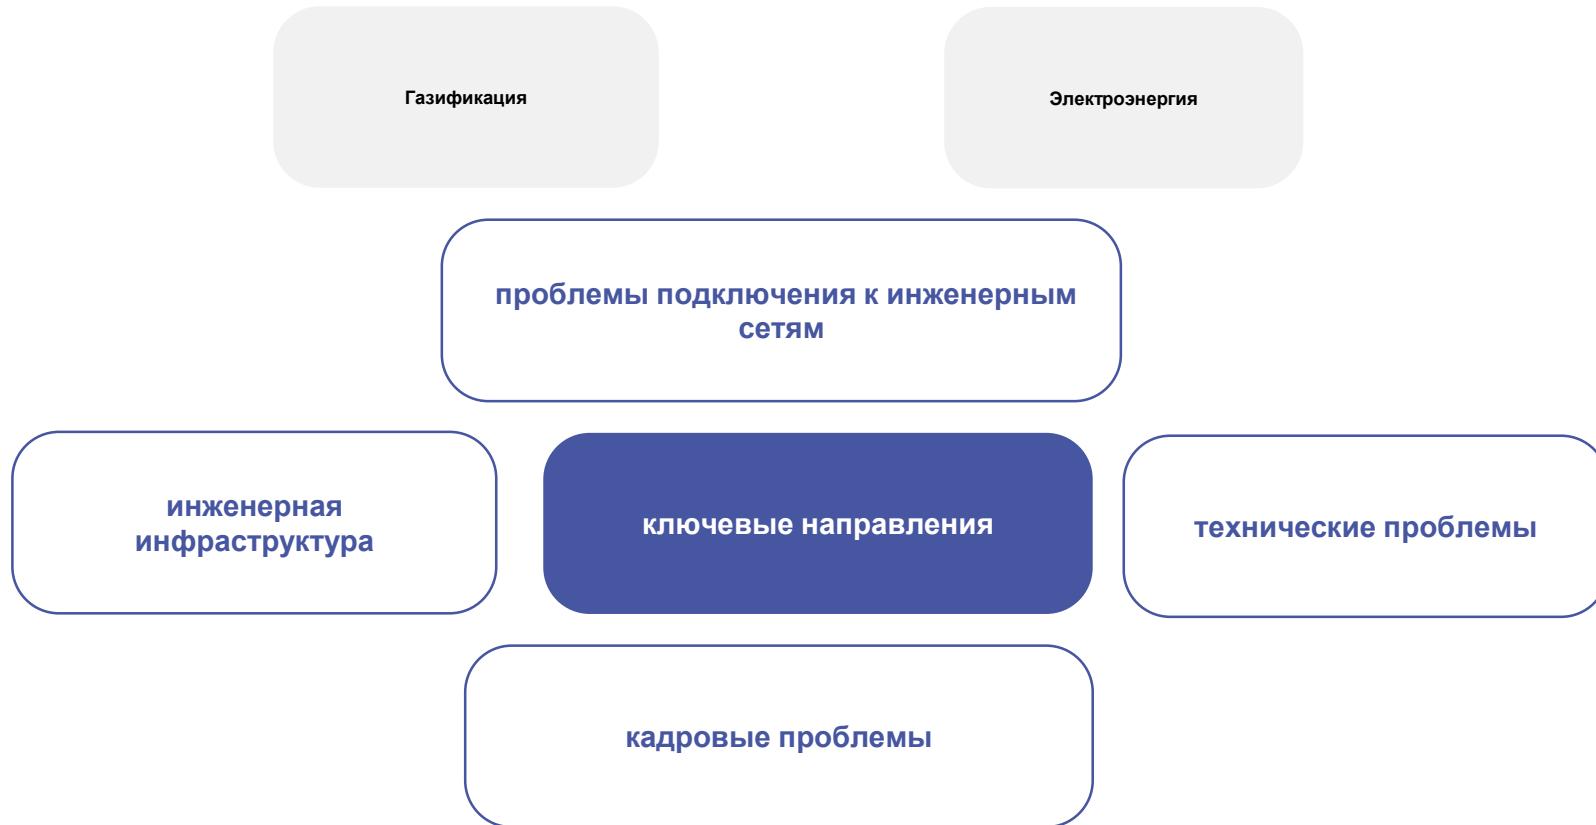 Газификация
Электроэнергия
проблемы подключения к инженерным
сетям
инженерная
инфраструктура
ключевые направления
технические проблемы
кадровые проблемы